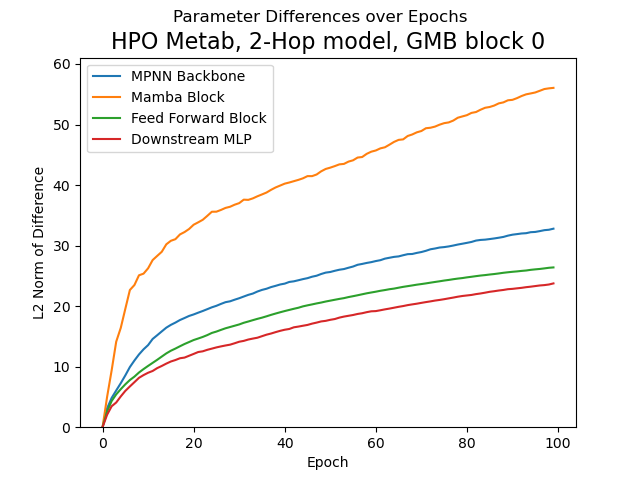 Parameter Differences over Epochs
HPO Metab, 2-Hop model, GMB block 0
MPNN Backbone
Mamba Block
Feed Forward Block
Downstream MLP
L2 Norm of Difference
60
50
40
30
20
10
0
0 20 40 60 80 100
Epoch